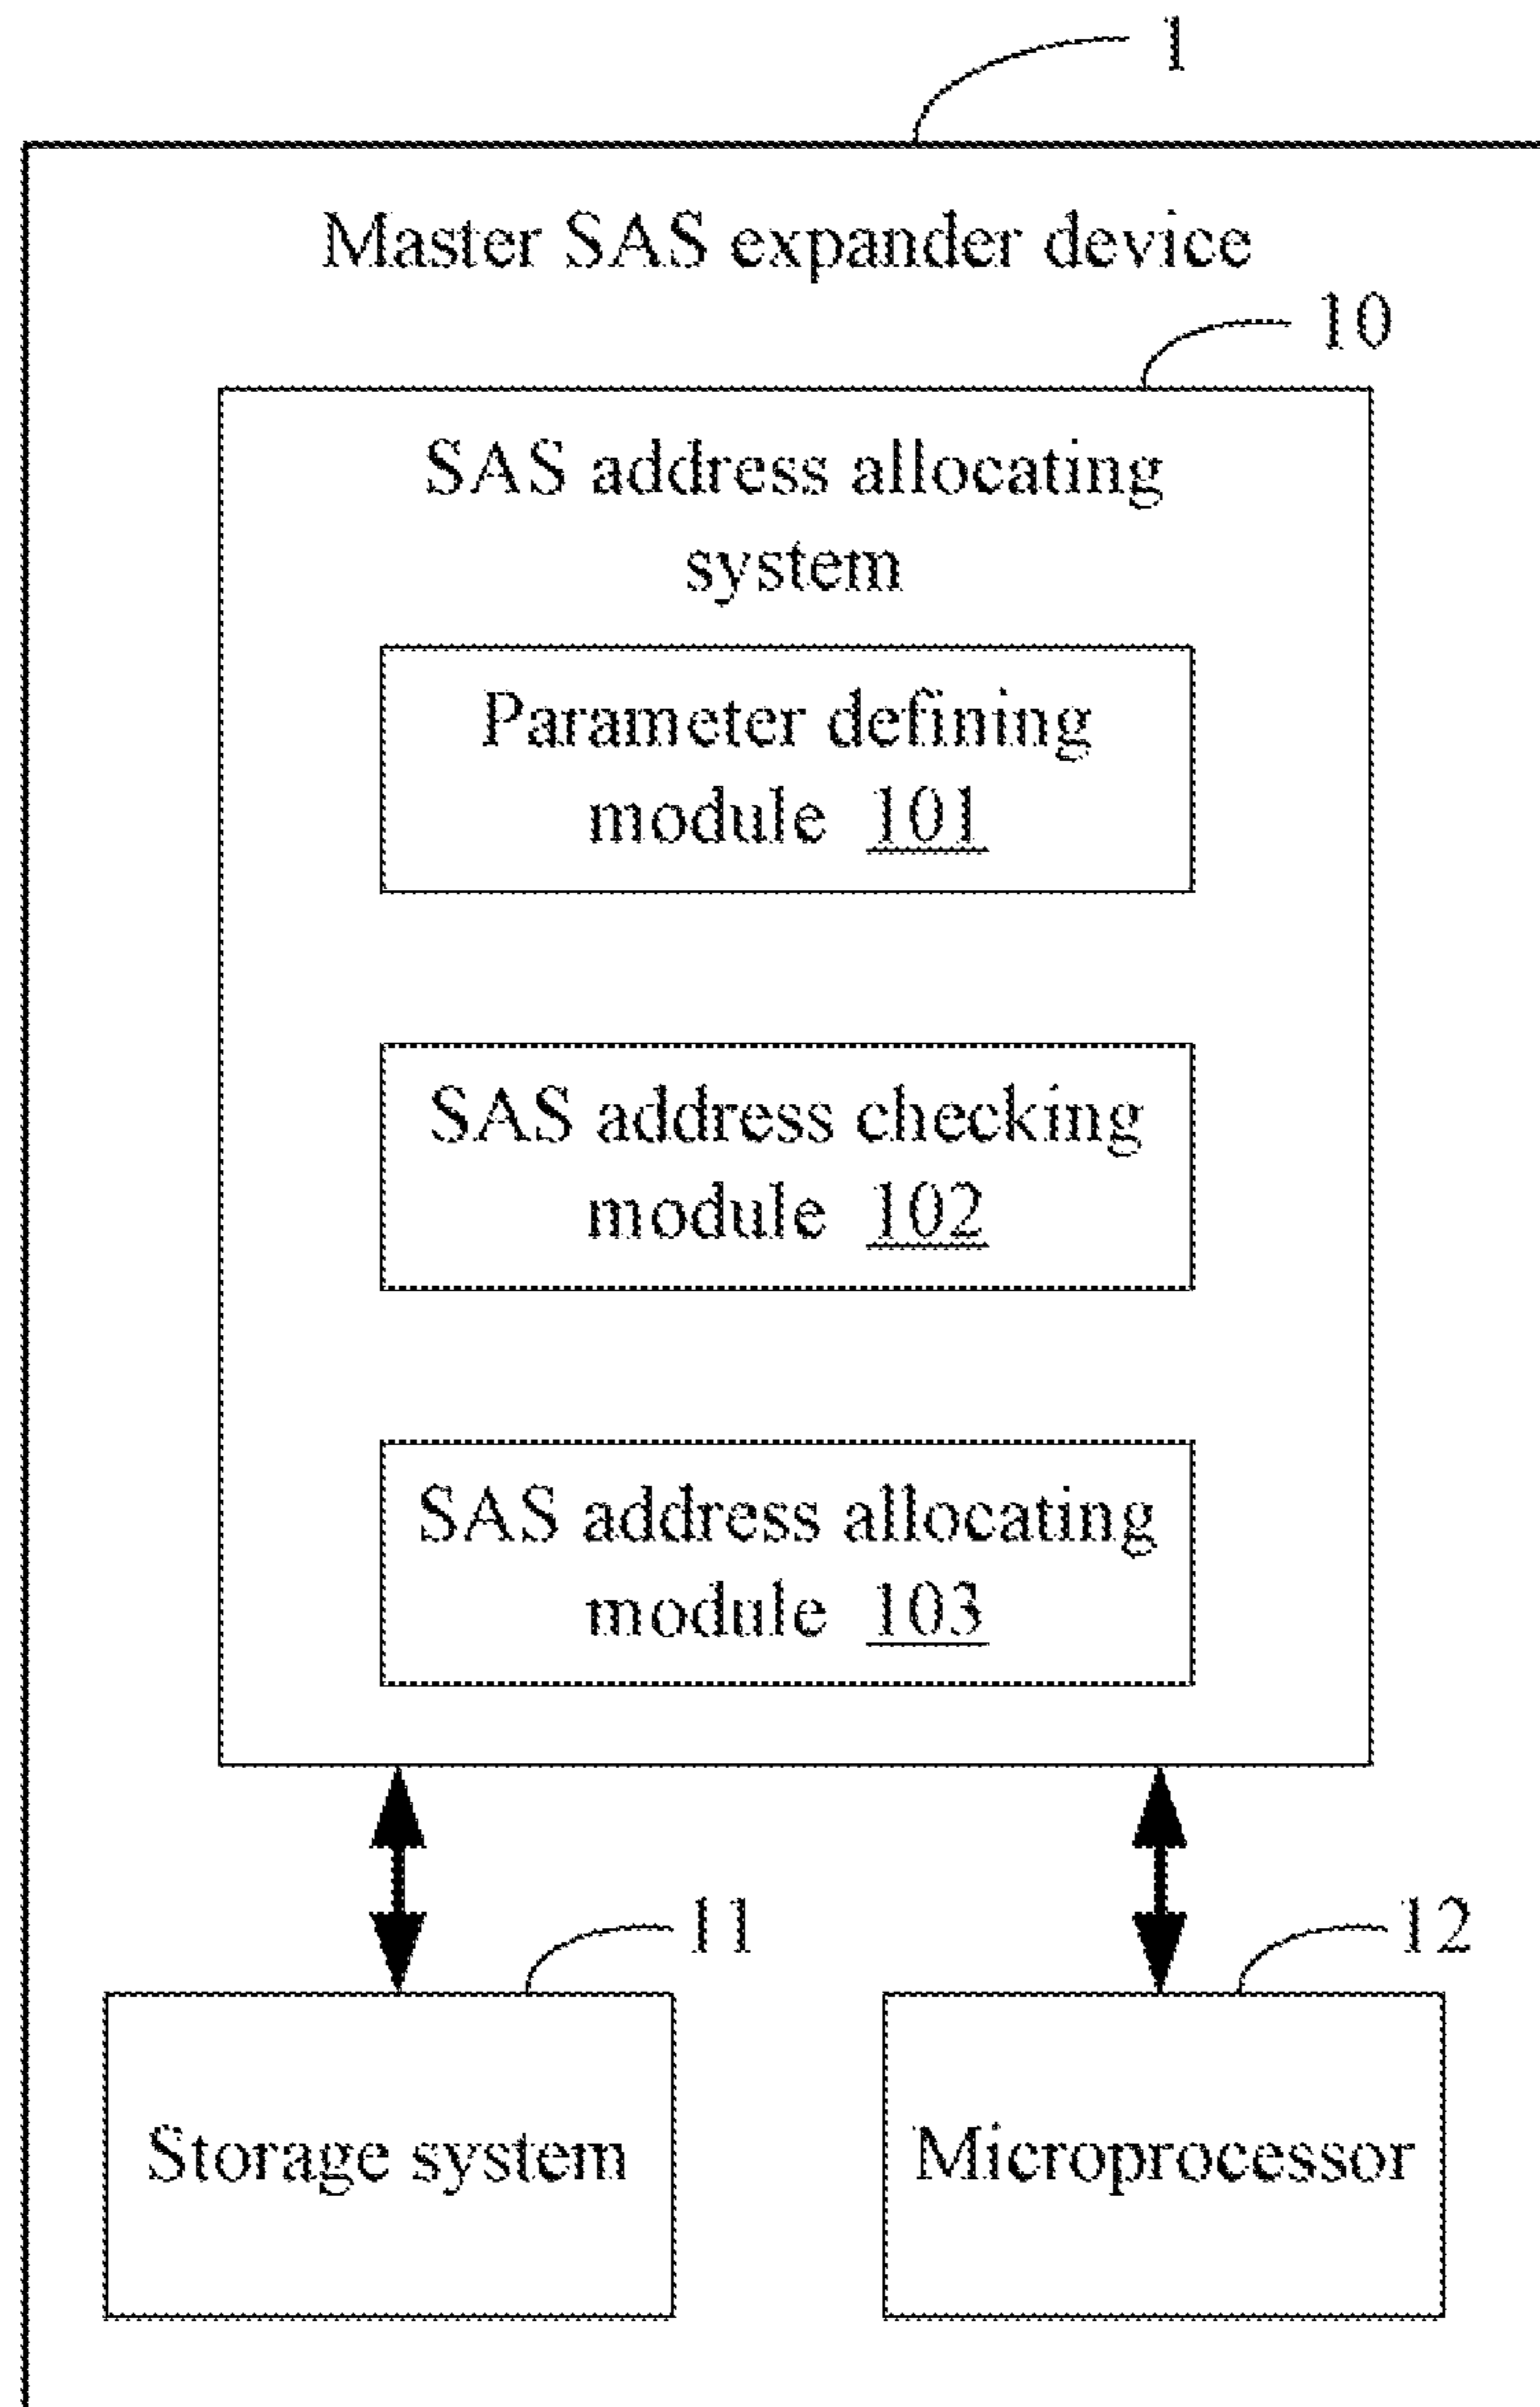 1
Master SAS expander device
10
SAS address allocating
system
Parameter defining
module 101
SAS address checking
module 102
SAS address allocating
module 103
11
12
Storage system
Microprocessor